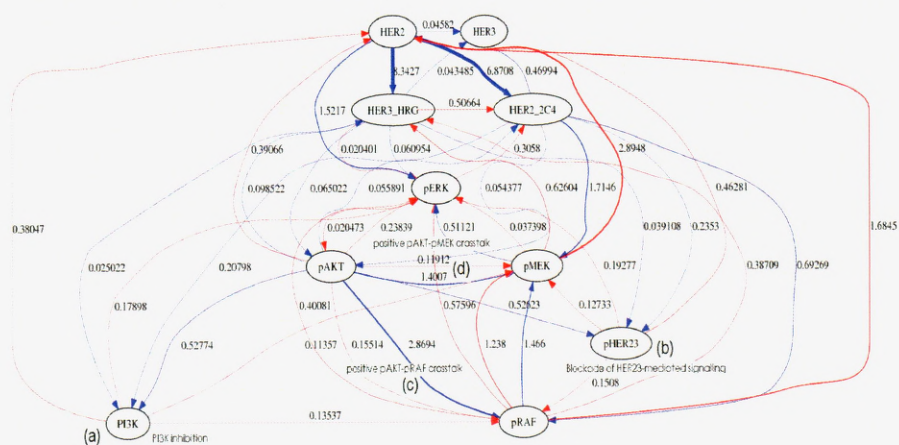 0.04582
HER2
HER3
8.3427
0.043485
6.8708
0.46994
HER3_HRG
0.50664
HER2_2C4
1.5217
2.8948
0.39066
0.020401
0.060954
0.3058
0.098522
0.065022
0.055891
pERK
0.054377
0.62604
1.7146
0.46281
0.039108
0.2353
0.38047
0.020473
0.23839
0.51121
0.037398
1.6845
positive pAKT-pMEK crosstalk
0.11912
0.025022
0.20798
pAKT
(d)
pMEK
0.19277
0.38709
0.69269
1.4007
0.17898
0.40081
0.57596
0.52623
0.12733
0.52774
0.11357
0.15514
2.8694
1.238
1.466
pHER23
(b)
positive pAKT-pRAF crosstalk
Blockade of HER23-mediated signalling
(c)
0.1508
0.13537
(a)
PI3K
PI3K inhibition
pRAF